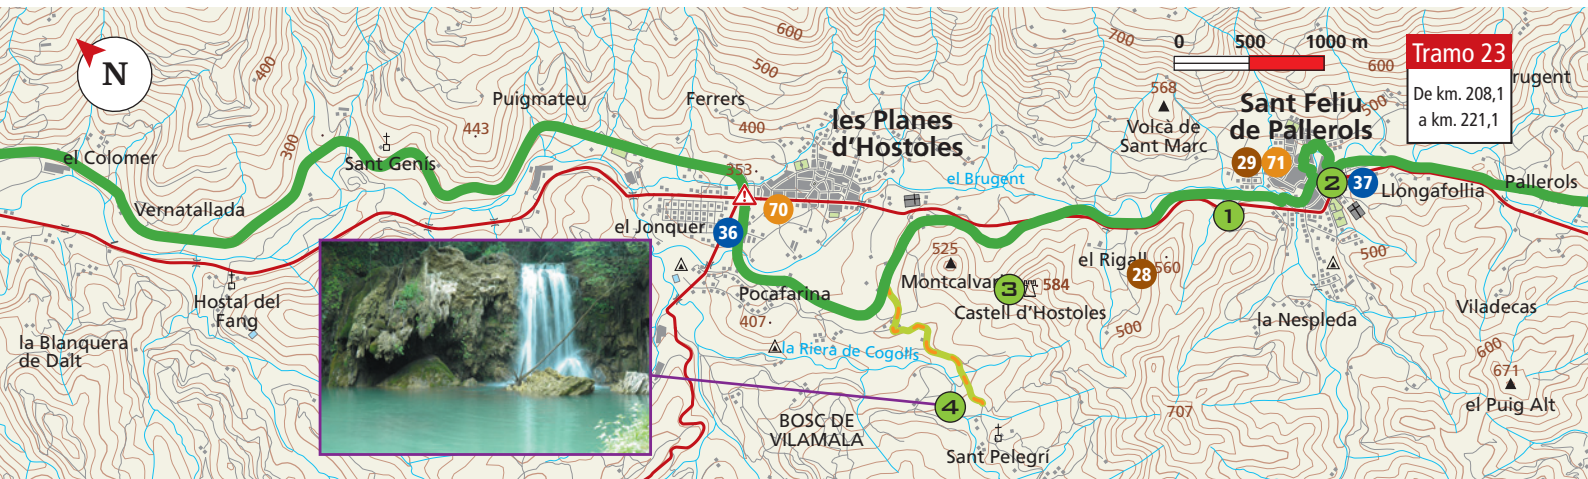 600
700
0 500 1000 m
Tramo 23
De km. 208,1
a km. 221,1
400
500
600
rugent
N
Puigmateu
Ferrers
568
Sant Feliu
de Pallerols
500
443
400
les Planes
d'Hostoles
Volcà de
Sant Marc
300
el Colomer
Sant Genís
353
el Brugent
29
71
2
37
Llongafollia
Pallerols
Vernatallada
70
1
el Jonquer
36
525
el Rigall
560
500
Hostal del
Fang
Pocafarina
Montcalvari
3
584
28
Castell d'Hostoles
407
500
la Nespleda
Viladecas
la Blanquera
de Dalt
la Riera de Cogolls
600
671
4
707
el Puig Alt
BOSC DE
VILAMALA
Sant Pelegrí